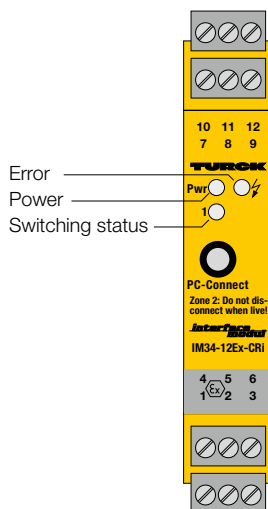 10 11 12
7 8 9
TURCK
Error
Pwr
Power
1
Switching status
PC-Connect
Zone 2: Do not dis-
connect when live!
interface
modul
IM34-12Ex-CRi
4 5 6
Ex
1 2 3